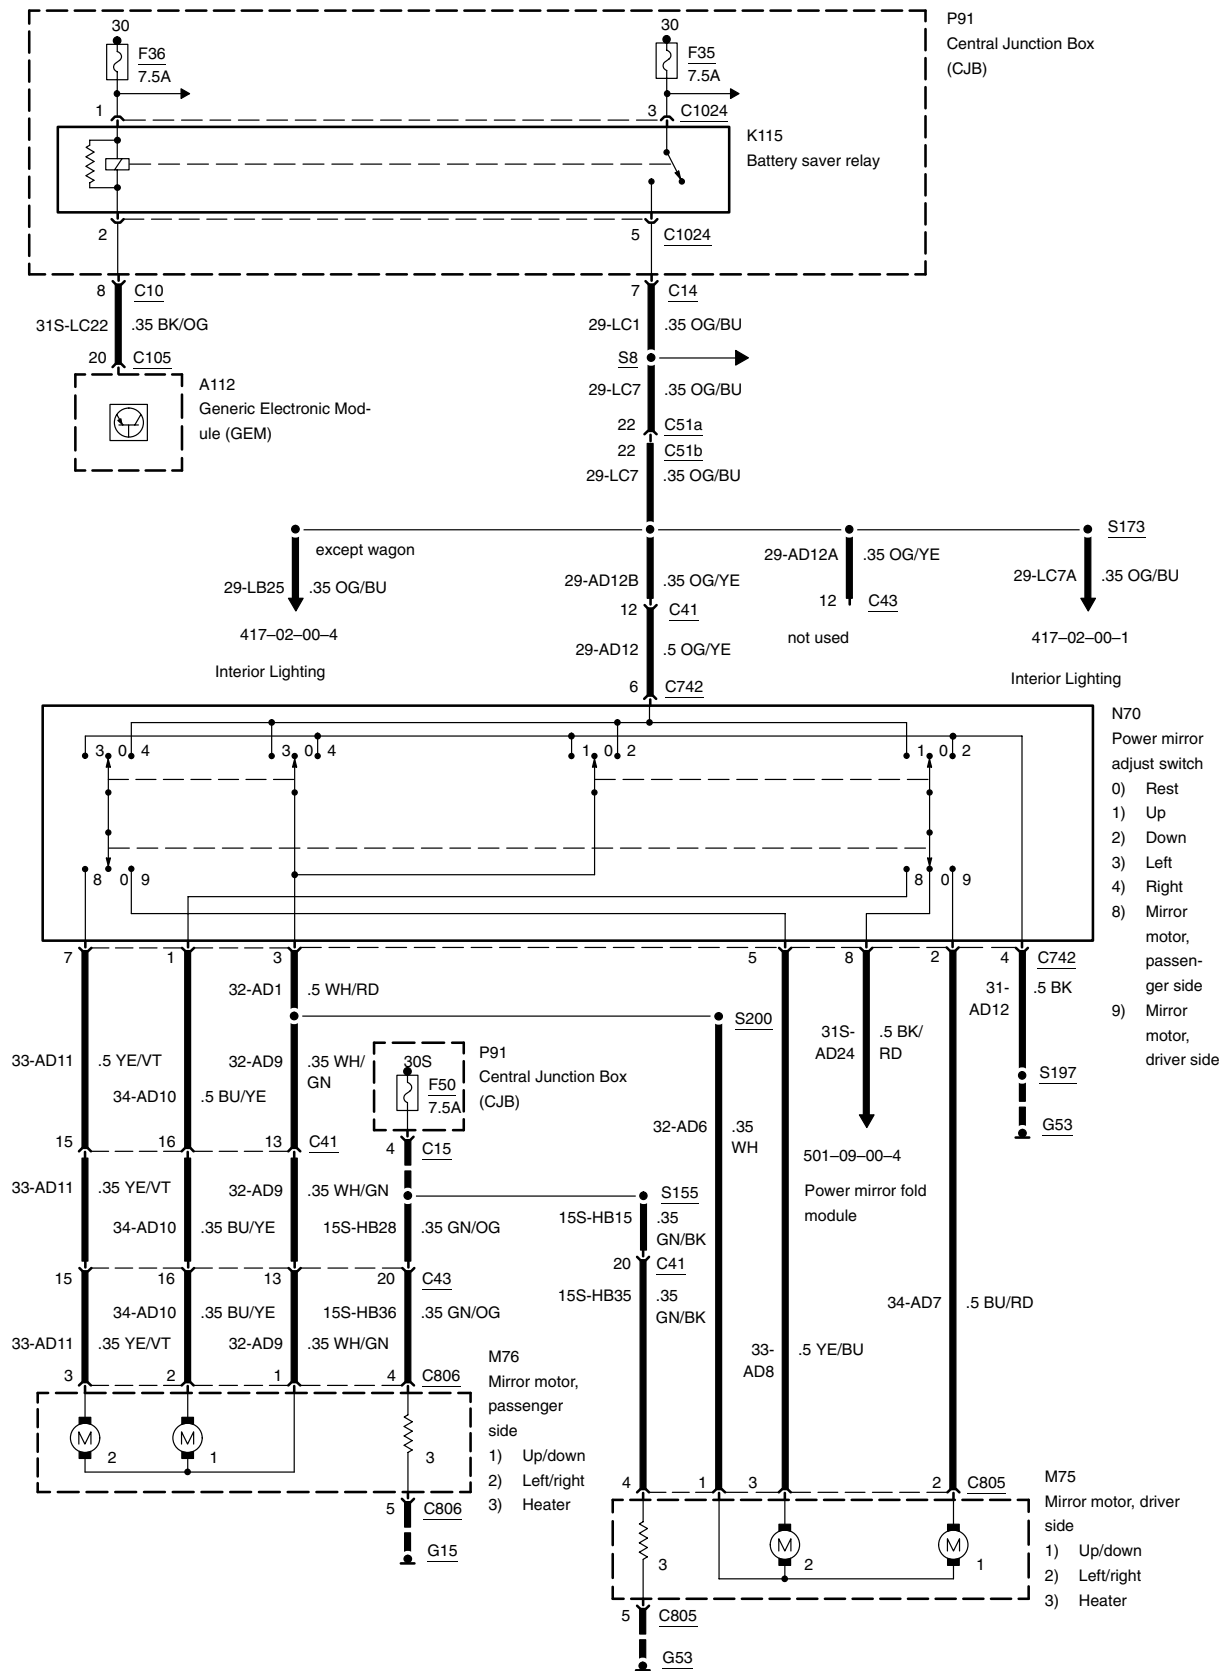 P91
30
30
Central Junction Box
(CJB)
F36
7.5A
F35
7.5A
1
3
C1024
K115
Battery saver relay
2
5
C1024
8
C10
7
C14
31S-LC22
.35 BK/OG
29-LC1
.35 OG/BU
20
C105
S8
A112
Generic Electronic Mod-
ule (GEM)
29-LC7
.35 OG/BU
22
C51a
22
C51b
29-LC7
.35 OG/BU
S173
except wagon
29-AD12A
.35 OG/YE
29-LB25
.35 OG/BU
29-AD12B
.35 OG/YE
29-LC7A
.35 OG/BU
12
C41
12
C43
417–02–00–4
not used
417–02–00–1
29-AD12
.5 OG/YE
Interior Lighting
Interior Lighting
6
C742
N70
Power mirror
adjust switch
0) Rest
1) Up
2) Down
3) Left
4) Right
8) Mirror
motor,
passen-
ger side
9) Mirror
motor,
driver side
3 0 4
3 0 4
1 0 2
1 0 2
8 0 9
8 0 9
7
1
3
5
8
2
4
C742
32-AD1
.5 WH/RD
31-
AD12
.5 BK
S200
31S-
AD24
.5 BK/
RD
33-AD11
.5 YE/VT
32-AD9
.35 WH/
GN
30S
F50
7.5A
P91
Central Junction Box
(CJB)
S197
34-AD10
.5 BU/YE
32-AD6
.35
WH
G53
15
16
13
C41
4
C15
501–09–00–4
Power mirror fold
module
33-AD11
.35 YE/VT
32-AD9
.35 WH/GN
S155
34-AD10
.35 BU/YE
15S-HB28
.35 GN/OG
15S-HB15
.35
GN/BK
20
C41
15
16
13
20
C43
15S-HB35
.35
GN/BK
34-AD10
.35 BU/YE
15S-HB36
.35 GN/OG
34-AD7
.5 BU/RD
33-AD11
.35 YE/VT
32-AD9
.35 WH/GN
33-
AD8
.5 YE/BU
3
2
1
4
C806
M76
Mirror motor,
passenger
side
1) Up/down
2) Left/right
3) Heater
M
2
M
1
3
5
C806
G15
4
1
3
2
C805
M75
Mirror motor, driver
side
1) Up/down
2) Left/right
3) Heater
3
M
2
M
1
5
C805
G53